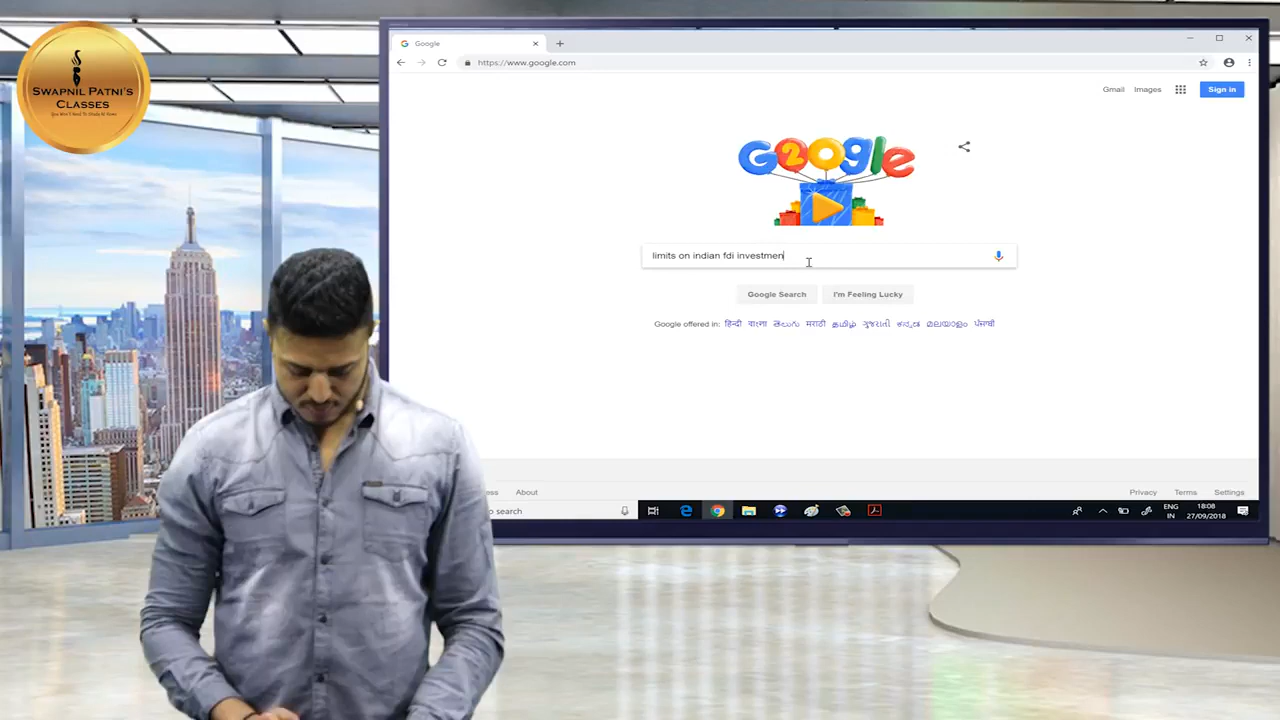 SWAPNIL PATNI'S
CLASSES
Google
https://www.google.com
Gmail Images Sign in
G20gle
limits on indian fdi investmen
Google Search I'm Feeling Lucky
Google offered in: हिन्दी বাংলা తెలుగు मराठी தமிழ் ગુજરાતી ಕನ್ನಡ മലയാളം ਪੰਜਾਬੀ
ess About Privacy Terms Settings
o search
ENG
IN
18:08
27/09/2018